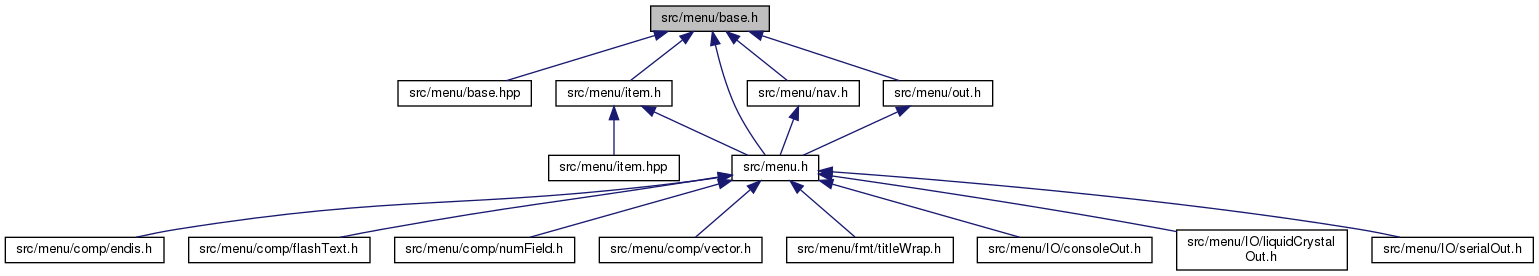 src/menu/base.h
src/menu/base.hpp
src/menu/item.h
src/menu/nav.h
src/menu/out.h
src/menu/item.hpp
src/menu.h
src/menu/comp/endis.h
src/menu/comp/flashText.h
src/menu/comp/numField.h
src/menu/comp/vector.h
src/menu/fmt/titleWrap.h
src/menu/IO/consoleOut.h
src/menu/IO/liquidCrystal
Out.h
src/menu/IO/serialOut.h